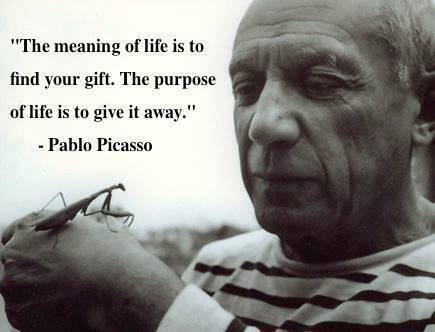 "The meaning of life is to
find your gift. The purpose
of life is to give it away."
- Pablo Picasso